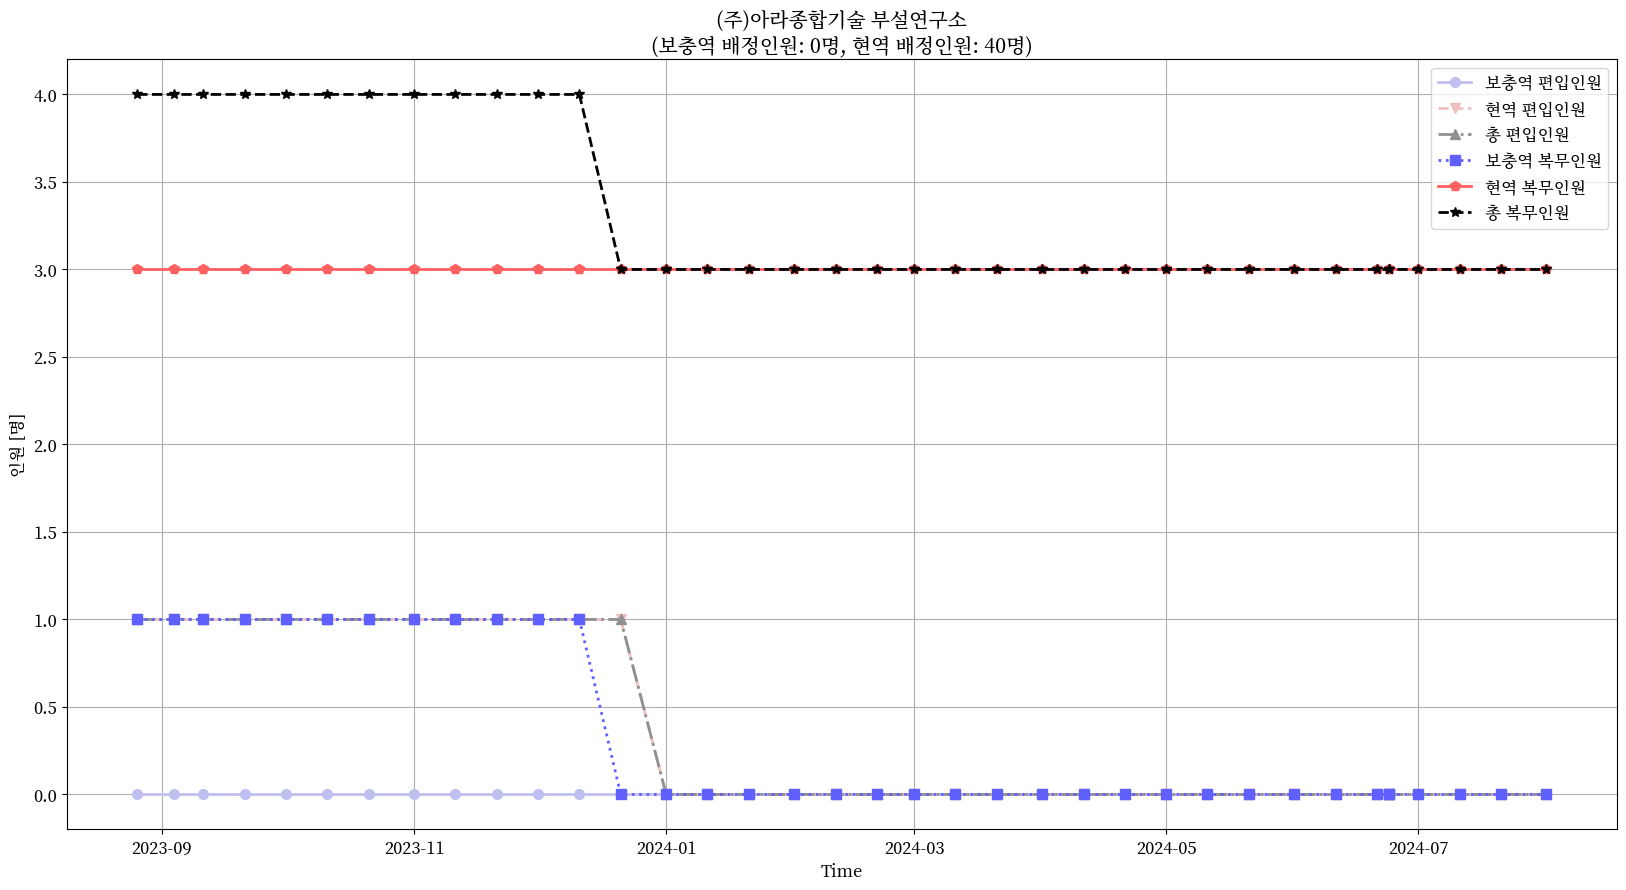 (주)아라종합기술 부설연구소
(보충역 배정인원: 0명, 현역 배정인원: 40명)
보충역 편입인원
현역 편입인원
총 편입인원
보충역 복무인원
현역 복무인원
총 복무인원
인원 [명]
4.0
3.5
3.0
2.5
2.0
1.5
1.0
0.5
0.0
2023-09
2023-11
2024-01
2024-03
2024-05
2024-07
Time